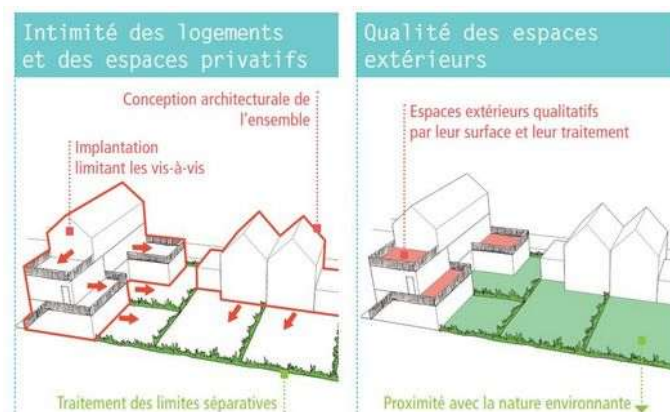 Intimité des logements
et des espaces privatifs
Conception architecturale de
l'ensemble
Implantation
limitant les vis-à-vis
Traitement des limites séparatives
Qualité des espaces
extérieurs
Espaces extérieurs qualitatifs
par leur surface et leur traitement
Proximité avec la nature environnante